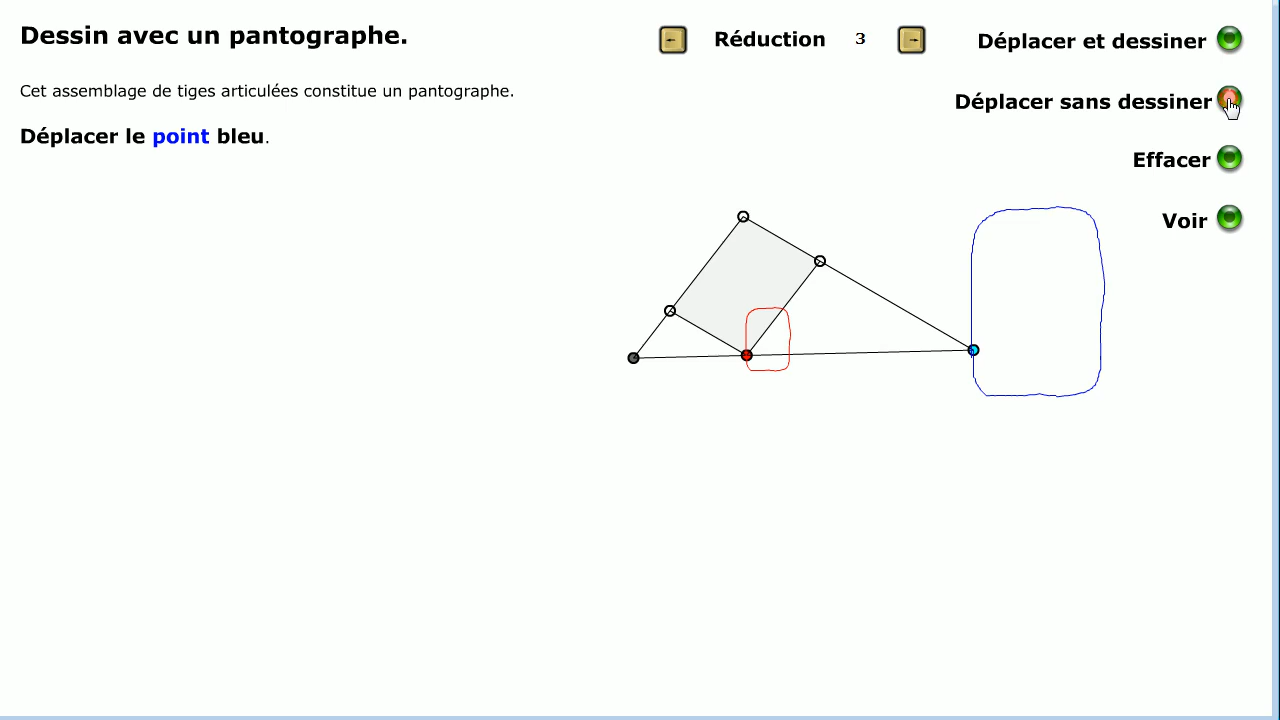 Dessin avec un pantographe.
Réduction 3
Déplacer et dessiner
Cet assemblage de tiges articulées constitue un pantographe.
Déplacer sans dessiner
Déplacer le point bleu.
Effacer
Voir